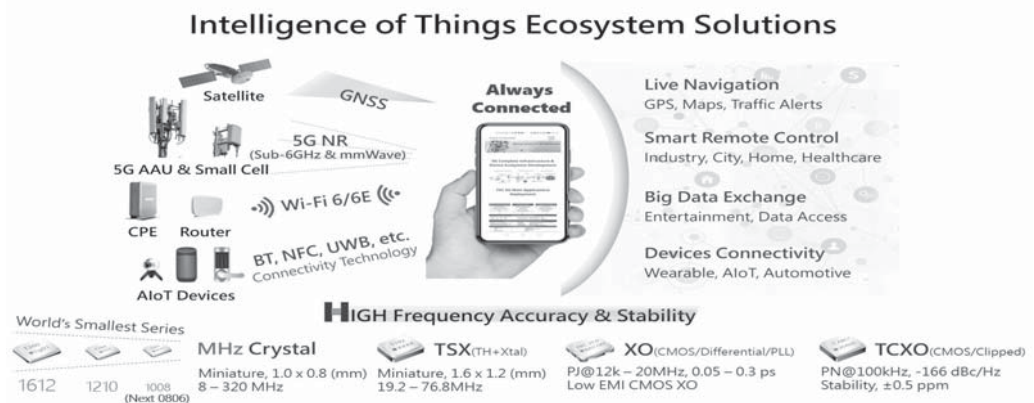 Intelligence of Things Ecosystem Solutions
Satellite
GNSS
5G AAU & Small Cell
5G NR
(Sub-6GHz & mmWave)
CPE
Router
Wi-Fi 6/6E
AIoT Devices
BT, NFC, UWB, etc.
Connectivity Technology
Always
Connected
Live Navigation
GPS, Maps, Traffic Alerts
Smart Remote Control
Industry, City, Home, Healthcare
Big Data Exchange
Entertainment, Data Access
Devices Connectivity
Wearable, AIoT, Automotive
HIGH Frequency Accuracy & Stability
World's Smallest Series
1612
1210
1008
(Next 0806)
MHz Crystal
Miniature, 1.0 x 0.8 (mm)
8 – 320 MHz
TSX(TH+Xtal)
Miniature, 1.6 x 1.2 (mm)
19.2 – 76.8MHz
XO(CMOS/Differential/PLL)
PJ@12k – 20MHz, 0.05 – 0.3 ps
Low EMI CMOS XO
TCXO(CMOS/Clipped)
PN@100kHz, -166 dBc/Hz
Stability, ±0.5 ppm